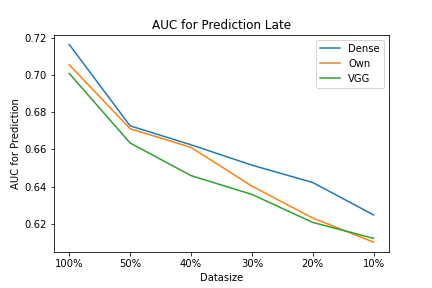 AUC for Prediction Late
0.72
0.70
0.68
0.66
0.64
0.62
AUC for Prediction
Dense
Own
VGG
100%
50%
40%
30%
20%
10%
Datasize